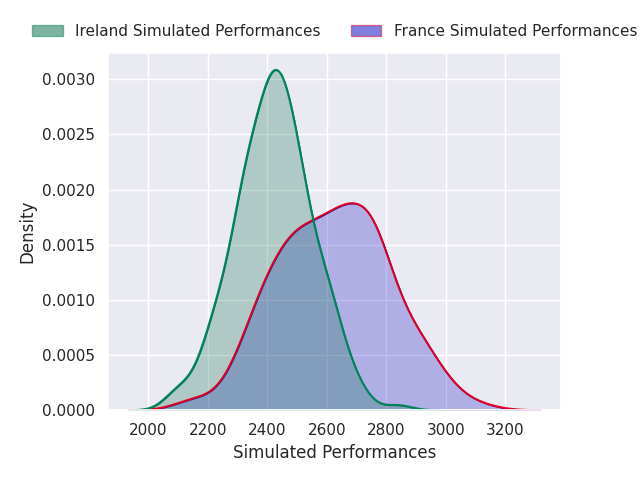 Ireland Simulated Performances France Simulated Performances
0.0030
0.0025
0.0020
0.0015
0.0010
0.0005
0.0000
Density
2000 2200 2400 2600 2800 3000 3200
Simulated Performances